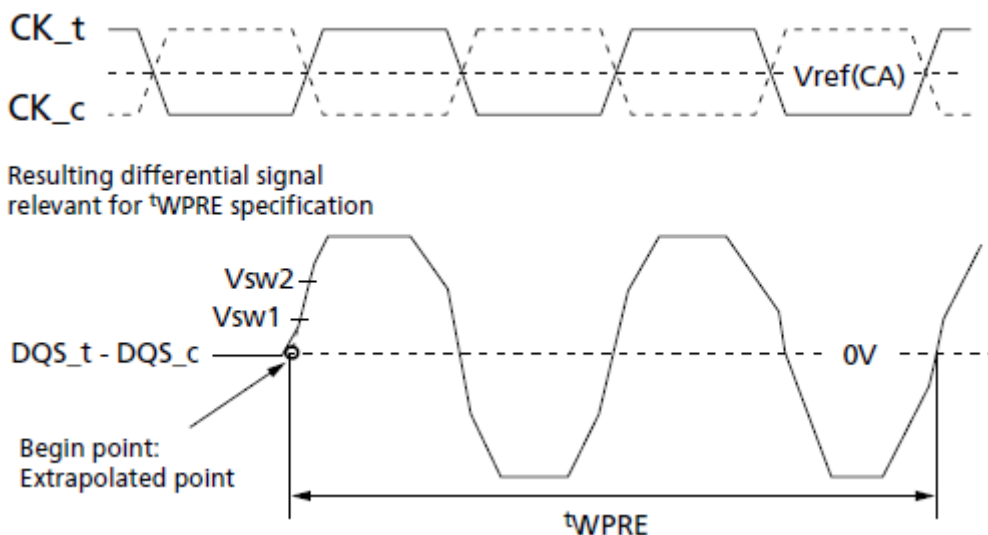 CK_t
Vref(CA)
CK_c
Resulting differential signal
relevant for tWPRE specification
Vsw2
Vsw1
DQS_t - DQS_c
0V
Begin point:
Extrapolated point
tWPRE